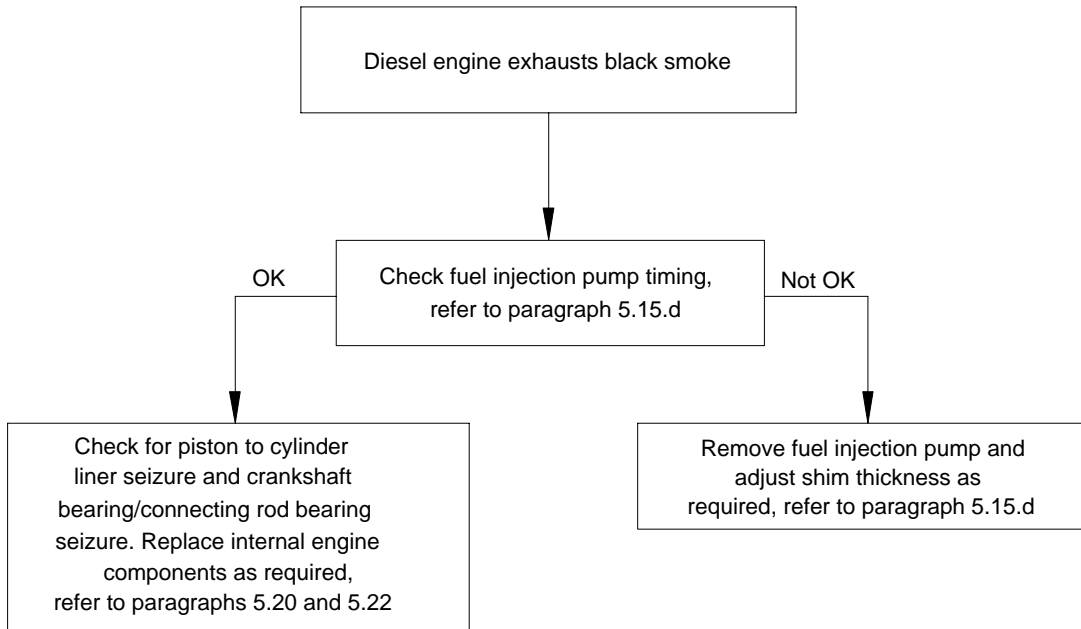 Diesel engine exhausts black smoke
Check fuel injection pump timing,
refer to paragraph 5.15.d
OK
Not OK
Check for piston to cylinder
liner seizure and crankshaft
bearing/connecting rod bearing
seizure. Replace internal engine
components as required,
refer to paragraphs 5.20 and 5.22
Remove fuel injection pump and
adjust shim thickness as
required, refer to paragraph 5.15.d